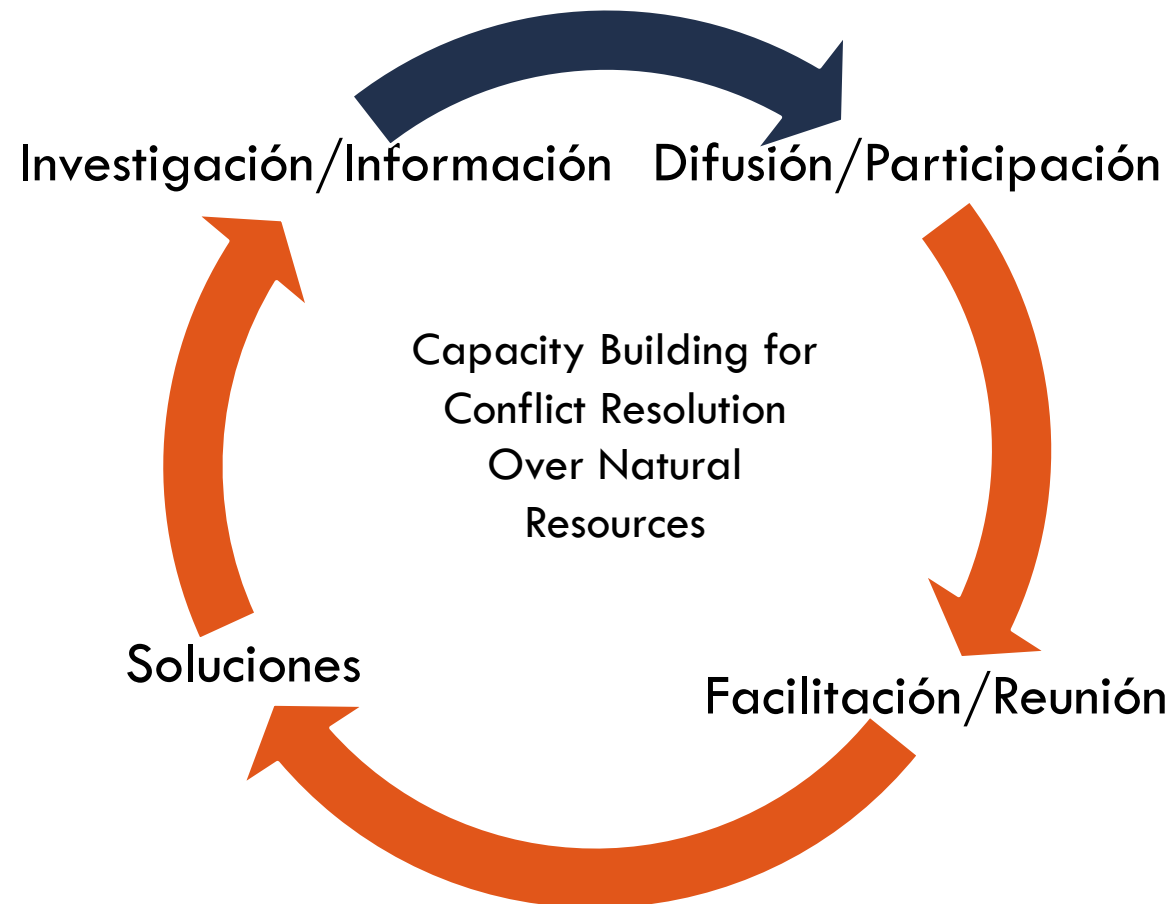 Investigación/Información
Difusión/Participación
Capacity Building for
Conflict Resolution
Over Natural
Resources
Soluciones
Facilitación/Reunión